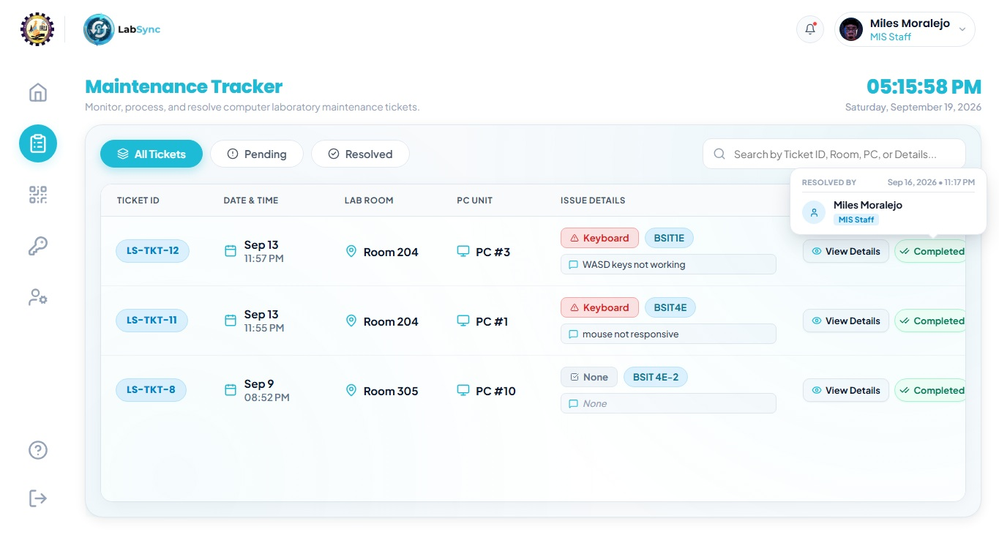 LabSync
Miles Moralejo
MIS Staff
Maintenance Tracker
05:15:58 PM
Monitor, process, and resolve computer laboratory maintenance tickets.
Saturday, September 19, 2026
All Tickets
Pending
Resolved
Search by Ticket ID, Room, PC, or Details...
RESOLVED BY
Sep 16, 2026 • 11:17 PM
Miles Moralejo
MIS Staff
TICKET ID
DATE & TIME
LAB ROOM
PC UNIT
ISSUE DETAILS
LS-TKT-12
Sep 13
11:57 PM
Room 204
PC #3
Keyboard
BSIT1E
WASD keys not working
View Details
Completed
LS-TKT-11
Sep 13
11:55 PM
Room 204
PC #1
Keyboard
BSIT4E
mouse not responsive
View Details
Completed
LS-TKT-8
Sep 9
08:52 PM
Room 305
PC #10
None
BSIT 4E-2
None
View Details
Completed